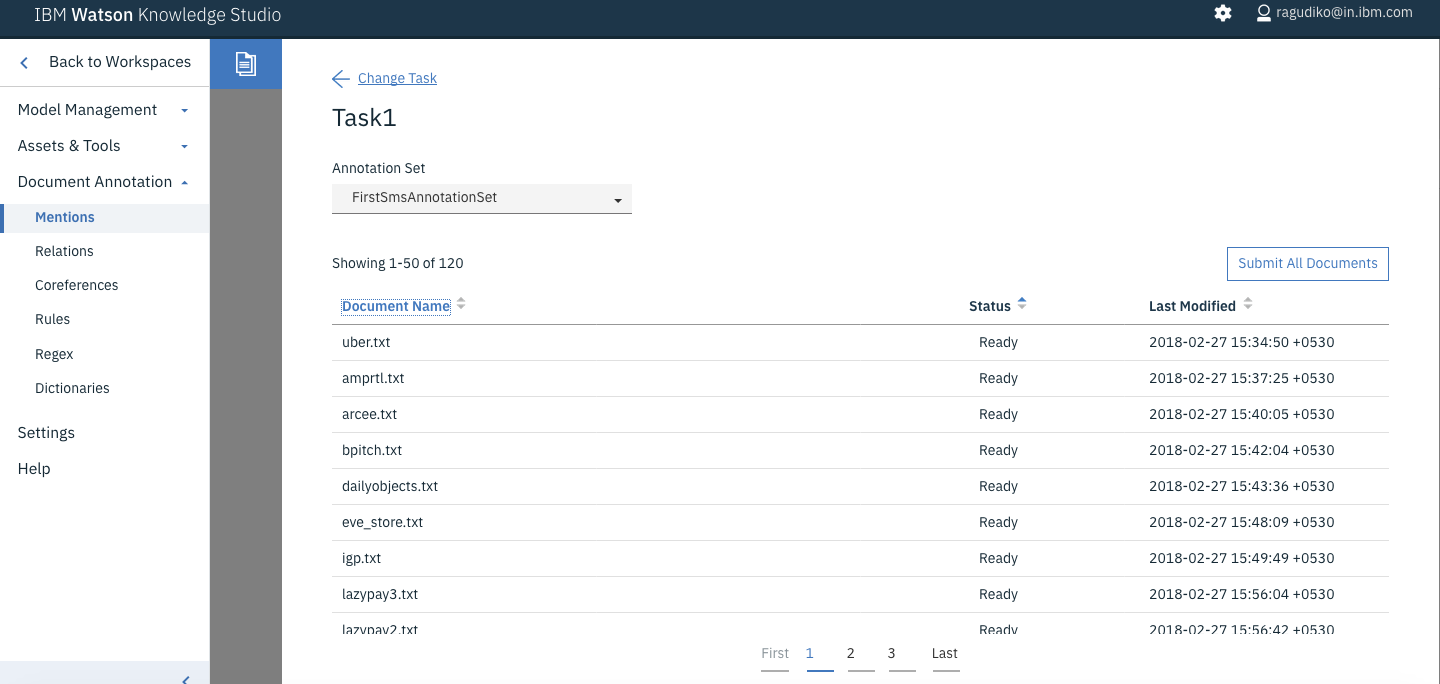 IBM Watson Knowledge Studio
ragudiko@in.ibm.com
Back to Workspaces
Model Management
Assets & Tools
Document Annotation
Mentions
Relations
Coreferences
Rules
Regex
Dictionaries
Settings
Help
Change Task
Task1
Annotation Set
FirstSmsAnnotationSet
Showing 1-50 of 120
Submit All Documents
Document Name Status Last Modified
uber.txt Ready 2018-02-27 15:34:50 +0530
amprtl.txt Ready 2018-02-27 15:37:25 +0530
arcee.txt Ready 2018-02-27 15:40:05 +0530
bpitch.txt Ready 2018-02-27 15:42:04 +0530
dailyobjects.txt Ready 2018-02-27 15:43:36 +0530
eve_store.txt Ready 2018-02-27 15:48:09 +0530
igp.txt Ready 2018-02-27 15:49:49 +0530
lazypay3.txt Ready 2018-02-27 15:56:04 +0530
lazypay2.txt Ready 2018-02-27 15:56:42 +0530
First 1 2 3 Last